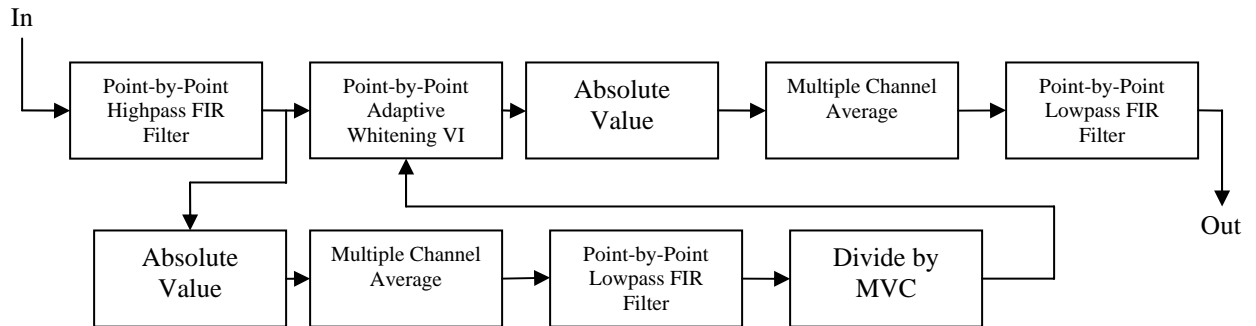 In
Point-by-Point
Highpass FIR
Filter
Point-by-Point
Adaptive
Whitening VI
Absolute
Value
Multiple Channel
Average
Point-by-Point
Lowpass FIR
Filter
Out
Absolute
Value
Multiple Channel
Average
Point-by-Point
Lowpass FIR
Filter
Divide by
MVC